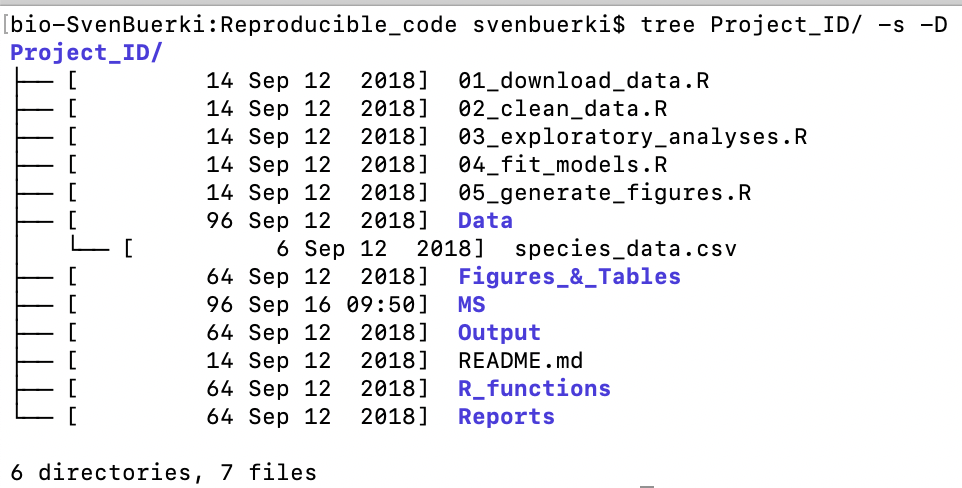 [bio-SvenBuerki:Reproducible_code svenbuerki$ tree Project_ID/ -s -D
Project_ID/
├── [         14 Sep 12  2018]  01_download_data.R
├── [         14 Sep 12  2018]  02_clean_data.R
├── [         14 Sep 12  2018]  03_exploratory_analyses.R
├── [         14 Sep 12  2018]  04_fit_models.R
├── [         14 Sep 12  2018]  05_generate_figures.R
├── [         96 Sep 12  2018]  Data
│   └── [          6 Sep 12  2018]  species_data.csv
├── [         64 Sep 12  2018]  Figures_&_Tables
├── [         96 Sep 16 09:50]  MS
├── [         64 Sep 12  2018]  Output
├── [         14 Sep 12  2018]  README.md
├── [         64 Sep 12  2018]  R_functions
└── [         64 Sep 12  2018]  Reports
6 directories, 7 files